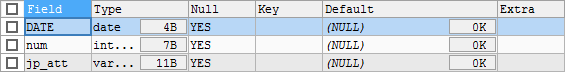 Field Type Null Key Default Extra
DATE date 4B YES (NULL) 0K
num int... 7B YES (NULL) 0K
jp_att var... 11B YES (NULL) 0K